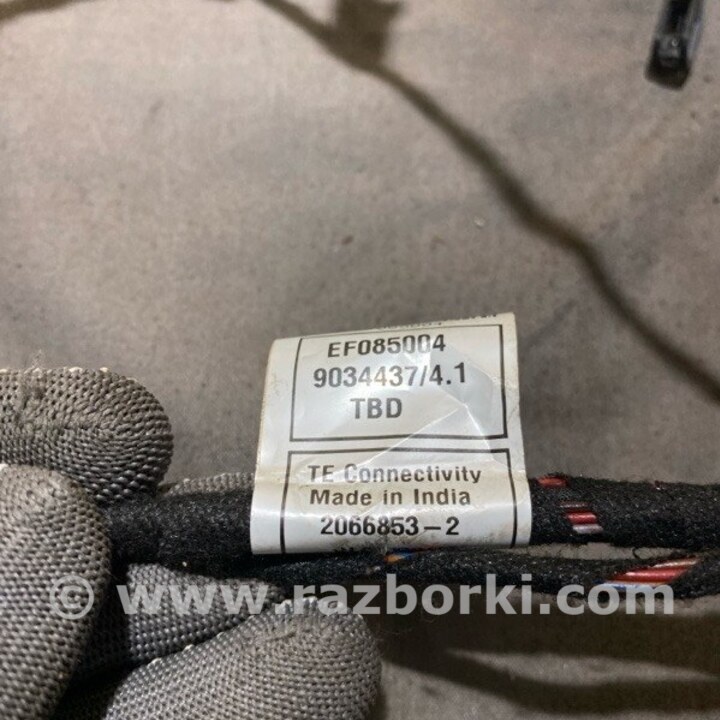 EF085004
9034437/4.1
TBD
TE Connectivity
Made in India
2066853-2
© www.razborki.com